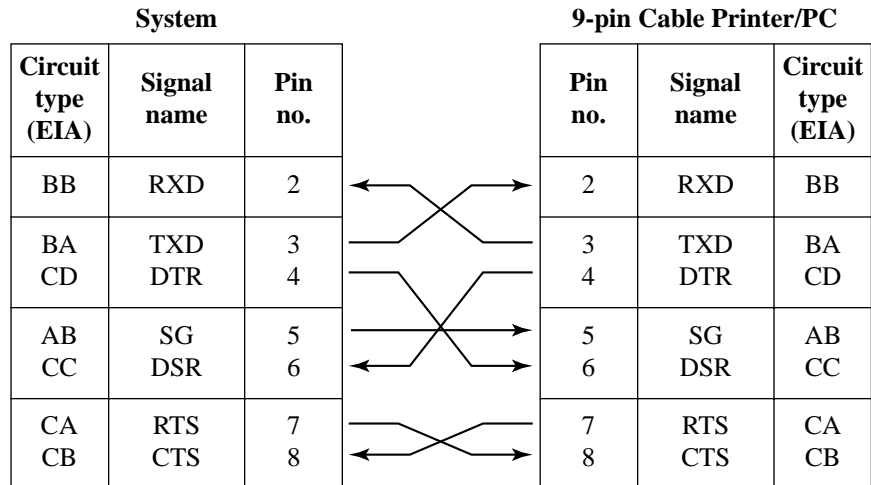 System 9-pin Cable Printer/PC
Circuit type (EIA) Signal name Pin no. Pin no. Signal name Circuit type (EIA)
BB RXD 2 2 RXD BB
BA TXD 3 3 TXD BA
CD DTR 4 4 DTR CD
AB SG 5 5 SG AB
CC DSR 6 6 DSR CC
CA RTS 7 7 RTS CA
CB CTS 8 8 CTS CB